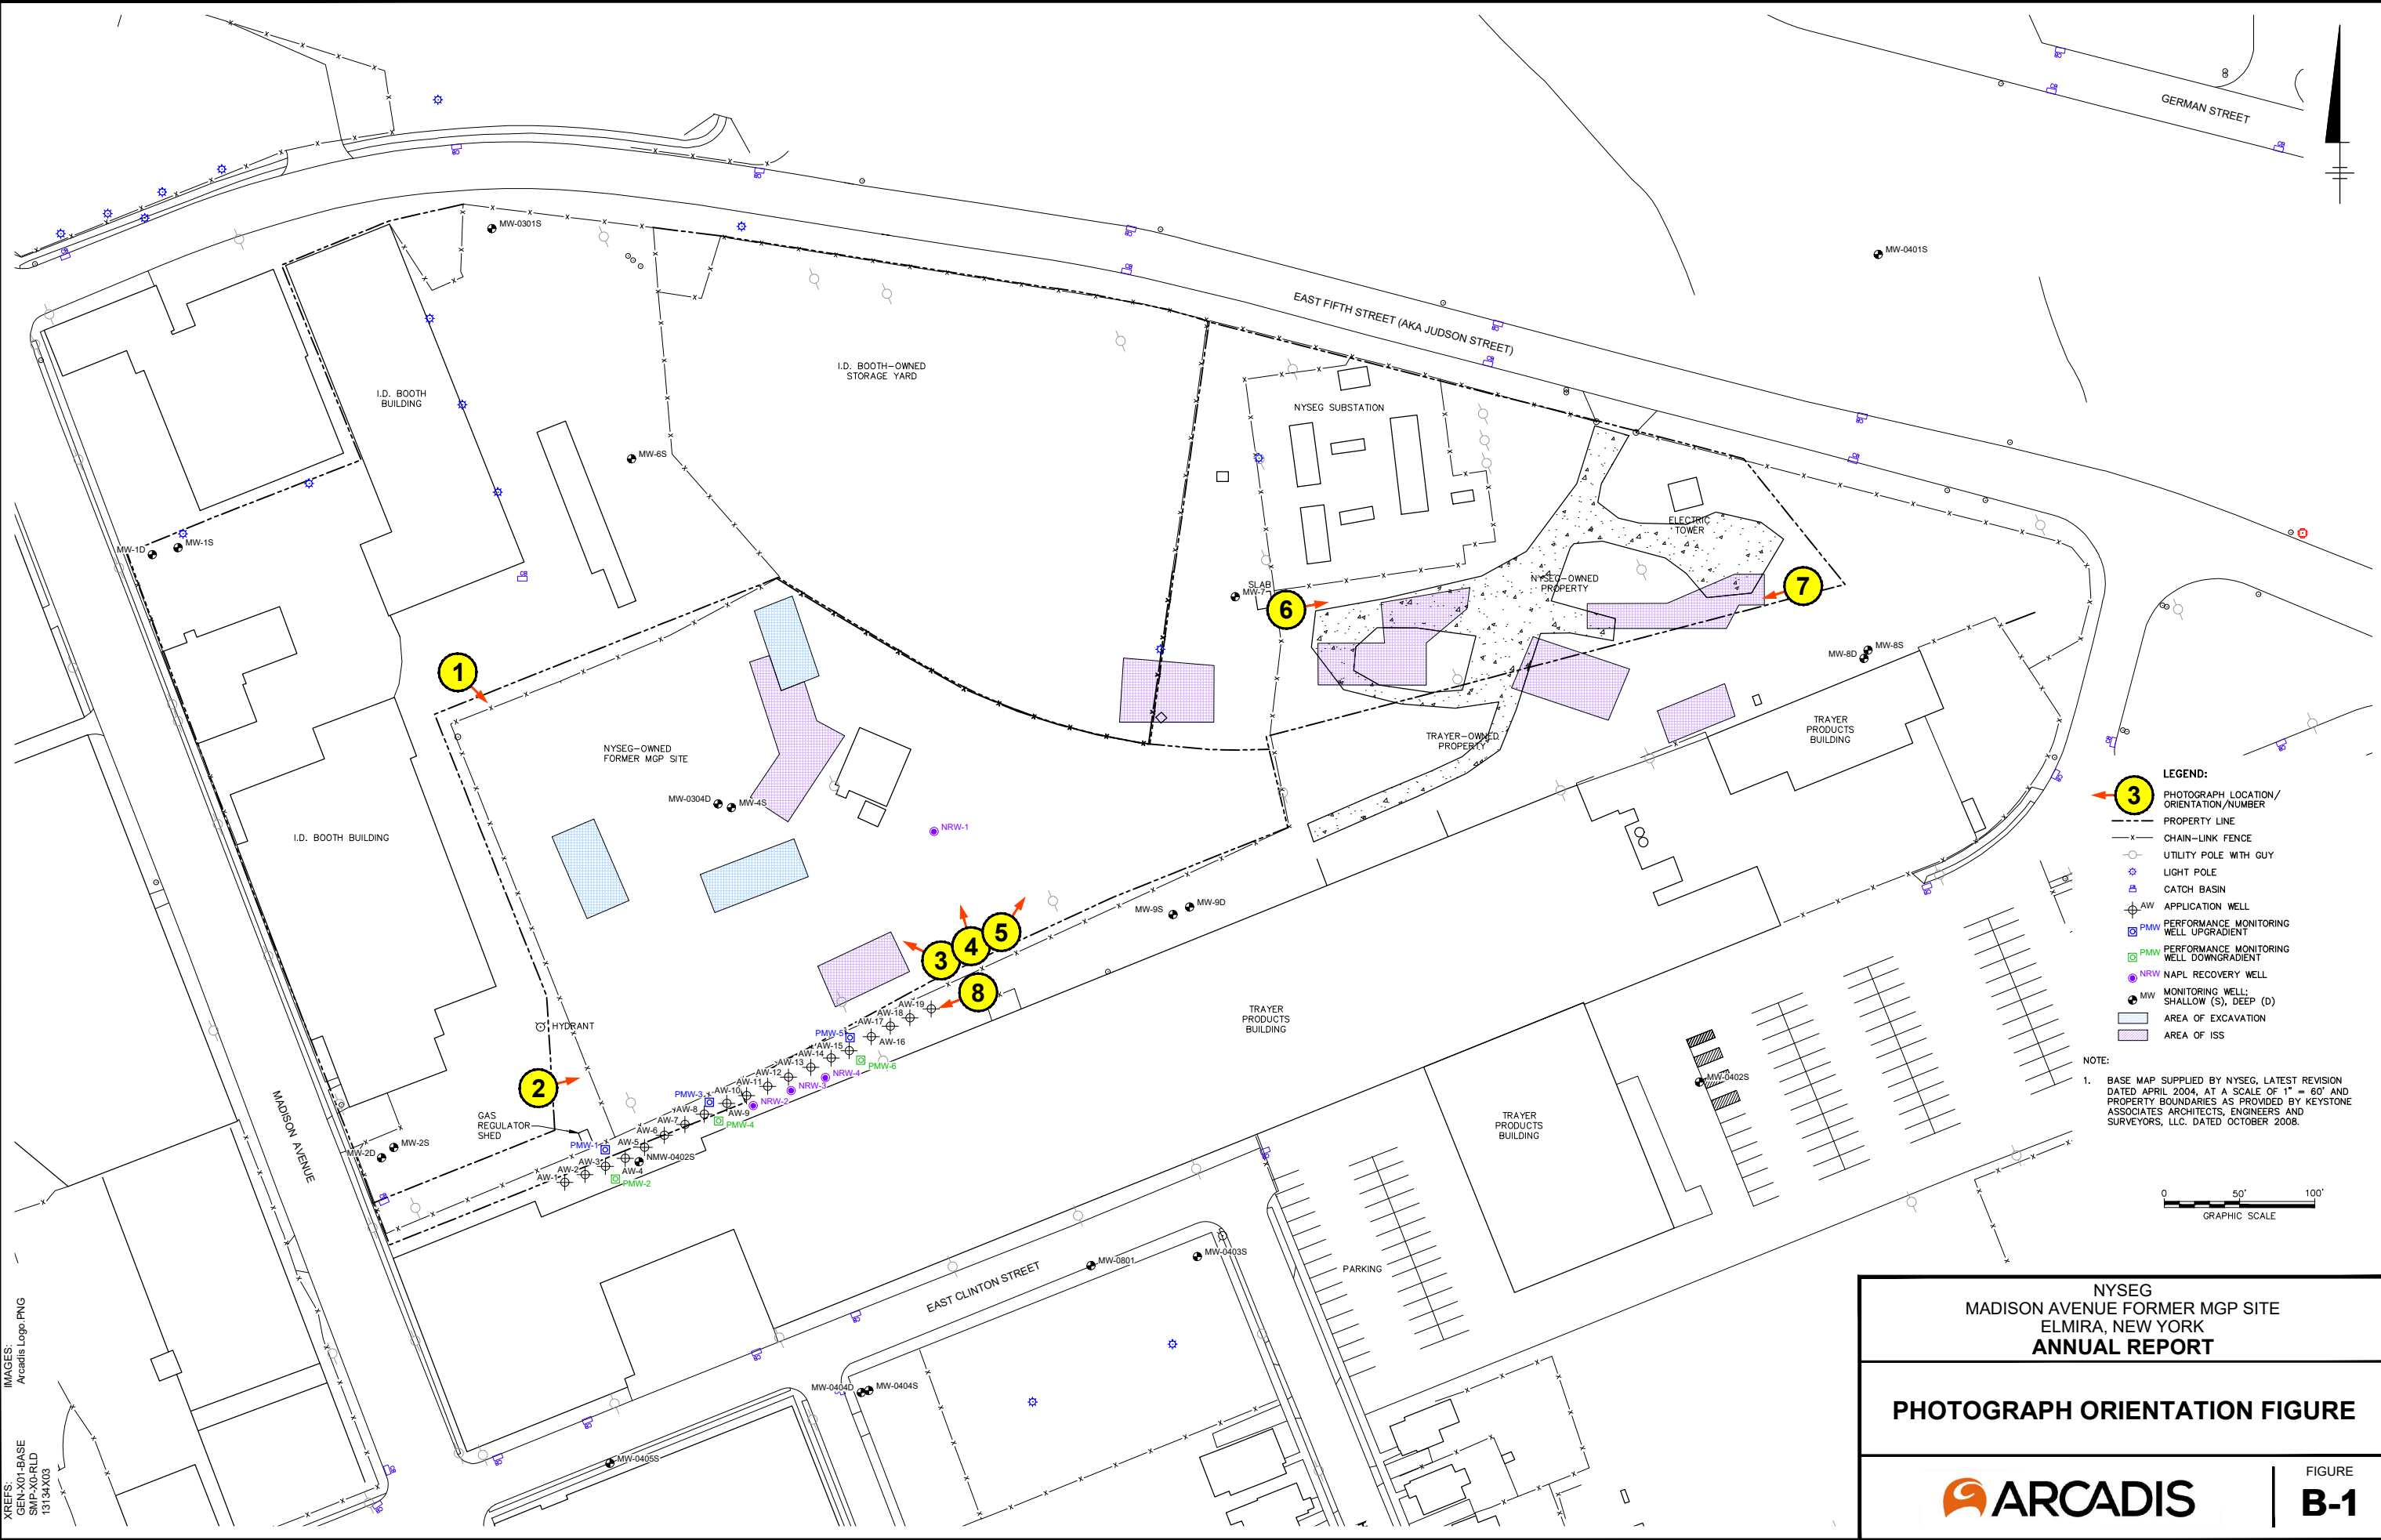 GERMAN STREET
MW-0301S
MW-0401S
EAST FIFTH STREET (AKA JUDSON STREET)
I.D. BOOTH-OWNED
STORAGE YARD
I.D. BOOTH
BUILDING
NYSEG SUBSTATION
MW-6S
ELECTRIC
TOWER
MW-1D
MW-1S
SLAB
MW-7
NYSEG-OWNED
PROPERTY
6
7
MW-8S
MW-8D
1
NYSEG-OWNED
FORMER MGP SITE
TRAYER-OWNED
PROPERTY
TRAYER
PRODUCTS
BUILDING
MW-0304D
MW-4S
NRW-1
I.D. BOOTH BUILDING
MW-9S
MW-9D
3
4
5
8
HYDRANT
AW-19
AW-18
AW-17
AW-16
PMW-5
AW-15
AW-14
AW-13
AW-12
AW-11
AW-10
AW-9
AW-8
AW-7
AW-6
AW-5
AW-4
AW-3
AW-2
AW-1
PMW-6
NRW-4
NRW-3
NRW-2
PMW-3
PMW-4
PMW-1
PMW-2
NMW-0402S
2
GAS
REGULATOR
SHED
MW-2S
MW-2D
MADISON AVENUE
TRAYER
PRODUCTS
BUILDING
TRAYER
PRODUCTS
BUILDING
MW-0402S
MW-0403S
MW-0801
PARKING
EAST CLINTON STREET
MW-0404D
MW-0404S
MW-0405S
CB
LEGEND:
3
PHOTOGRAPH LOCATION/
ORIENTATION/NUMBER
PROPERTY LINE
CHAIN-LINK FENCE
UTILITY POLE WITH GUY
LIGHT POLE
CATCH BASIN
AW APPLICATION WELL
PMW PERFORMANCE MONITORING
WELL UPGRADIENT
PMW PERFORMANCE MONITORING
WELL DOWNGRADIENT
NRW NAPL RECOVERY WELL
MW MONITORING WELL;
SHALLOW (S), DEEP (D)
AREA OF EXCAVATION
AREA OF ISS
NOTE:
1. BASE MAP SUPPLIED BY NYSEG, LATEST REVISION
DATED APRIL 2004, AT A SCALE OF 1" = 60' AND
PROPERTY BOUNDARIES AS PROVIDED BY KEYSTONE
ASSOCIATES ARCHITECTS, ENGINEERS AND
SURVEYORS, LLC. DATED OCTOBER 2008.
0 50' 100'
GRAPHIC SCALE
NYSEG
MADISON AVENUE FORMER MGP SITE
ELMIRA, NEW YORK
ANNUAL REPORT
PHOTOGRAPH ORIENTATION FIGURE
ARCADIS
FIGURE
B-1
XREFS:
GEN-X01-BASE
SMP-X0-RLD
13134X03
IMAGES:
Arcadis Logo.PNG